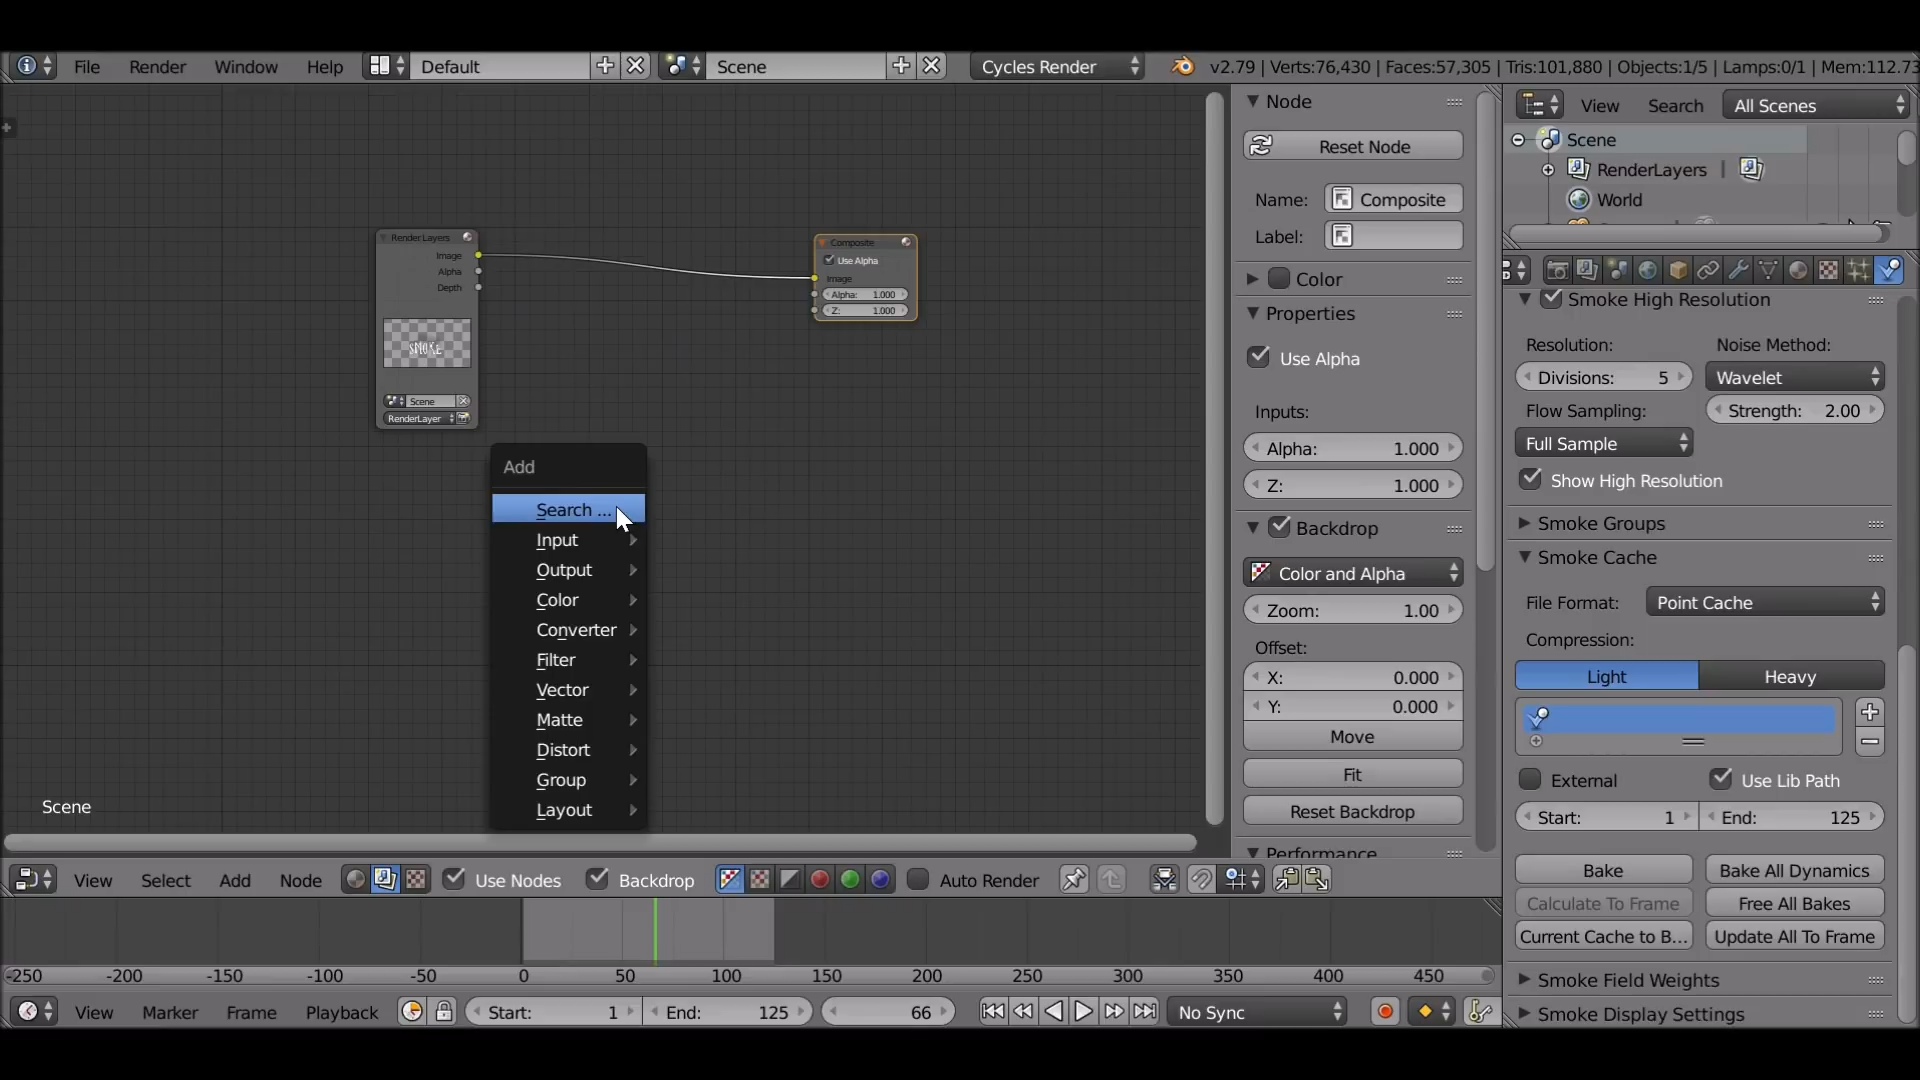 File Render Window Help Default Scene Cycles Render v2.79 | Verts:76,430 | Faces:57,305 | Tris:101,880 | Objects:1/5 | Lamps:0/1 | Mem:112.73
Render Layers
Image
Alpha
Depth
SMOKE
Scene
RenderLayer
Composite
Use Alpha
Image
Alpha: 1.000
Z: 1.000
Add
Search ...
Input
Output
Color
Converter
Filter
Vector
Matte
Distort
Group
Layout
Scene
Node
Reset Node
Name: Composite
Label:
Color
Properties
Use Alpha
Inputs:
Alpha: 1.000
Z: 1.000
Backdrop
Color and Alpha
Zoom: 1.00
Offset:
X: 0.000
Y: 0.000
Move
Fit
Reset Backdrop
Performance
View Search All Scenes
Scene
RenderLayers |
World
Smoke High Resolution
Resolution: Noise Method:
Divisions: 5 Wavelet
Flow Sampling: Strength: 2.00
Full Sample
Show High Resolution
Smoke Groups
Smoke Cache
File Format: Point Cache
Compression:
Light Heavy
External Use Lib Path
Start: 1 End: 125
Bake Bake All Dynamics
Calculate To Frame Free All Bakes
Current Cache to B... Update All To Frame
Smoke Field Weights
Smoke Display Settings
View Select Add Node Use Nodes Backdrop Auto Render
-250 -200 -150 -100 -50 0 50 100 150 200 250 300 350 400 450
View Marker Frame Playback Start: 1 End: 125 66 No Sync